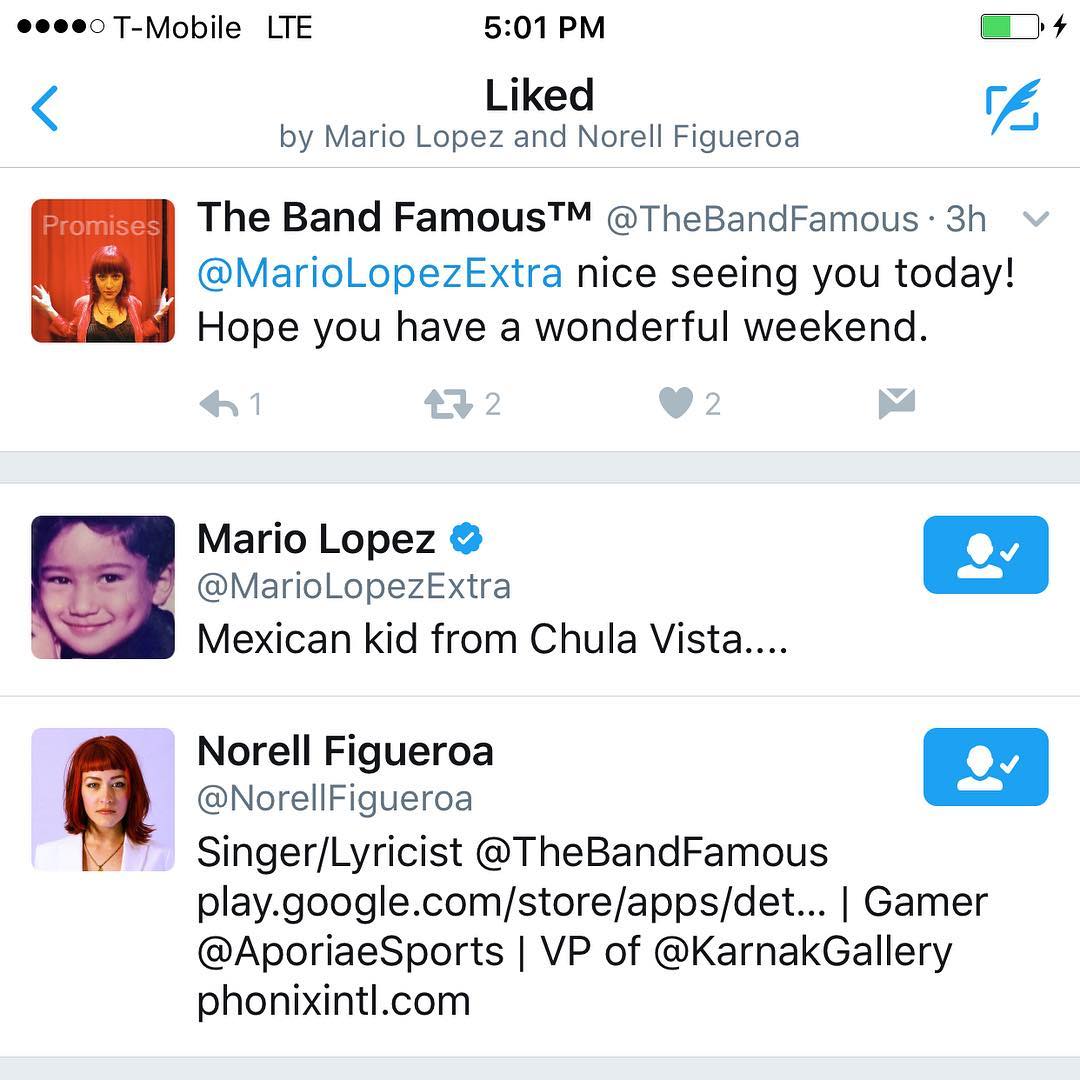 T-Mobile LTE 5:01 PM
Liked
by Mario Lopez and Norell Figueroa
Promises
The Band Famous™ @TheBandFamous · 3h
@MarioLopezExtra nice seeing you today!
Hope you have a wonderful weekend.
1 2 2
Mario Lopez
@MarioLopezExtra
Mexican kid from Chula Vista....
Norell Figueroa
@NorellFigueroa
Singer/Lyricist @TheBandFamous
play.google.com/store/apps/det... | Gamer
@AporiaeSports | VP of @KarnakGallery
phonixintl.com